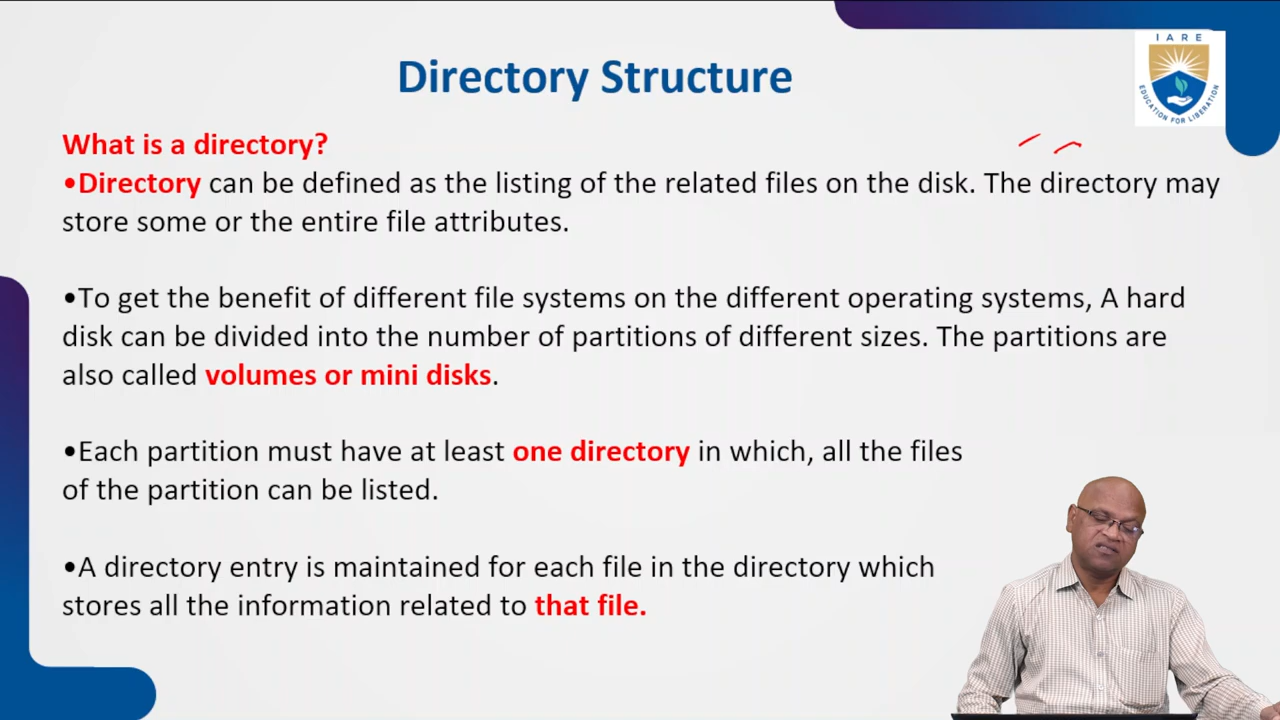 IARE
EDUCATION FOR LIBERATION
Directory Structure
What is a directory?
•Directory can be defined as the listing of the related files on the disk. The directory may
store some or the entire file attributes.
•To get the benefit of different file systems on the different operating systems, A hard
disk can be divided into the number of partitions of different sizes. The partitions are
also called volumes or mini disks.
•Each partition must have at least one directory in which, all the files
of the partition can be listed.
•A directory entry is maintained for each file in the directory which
stores all the information related to that file.